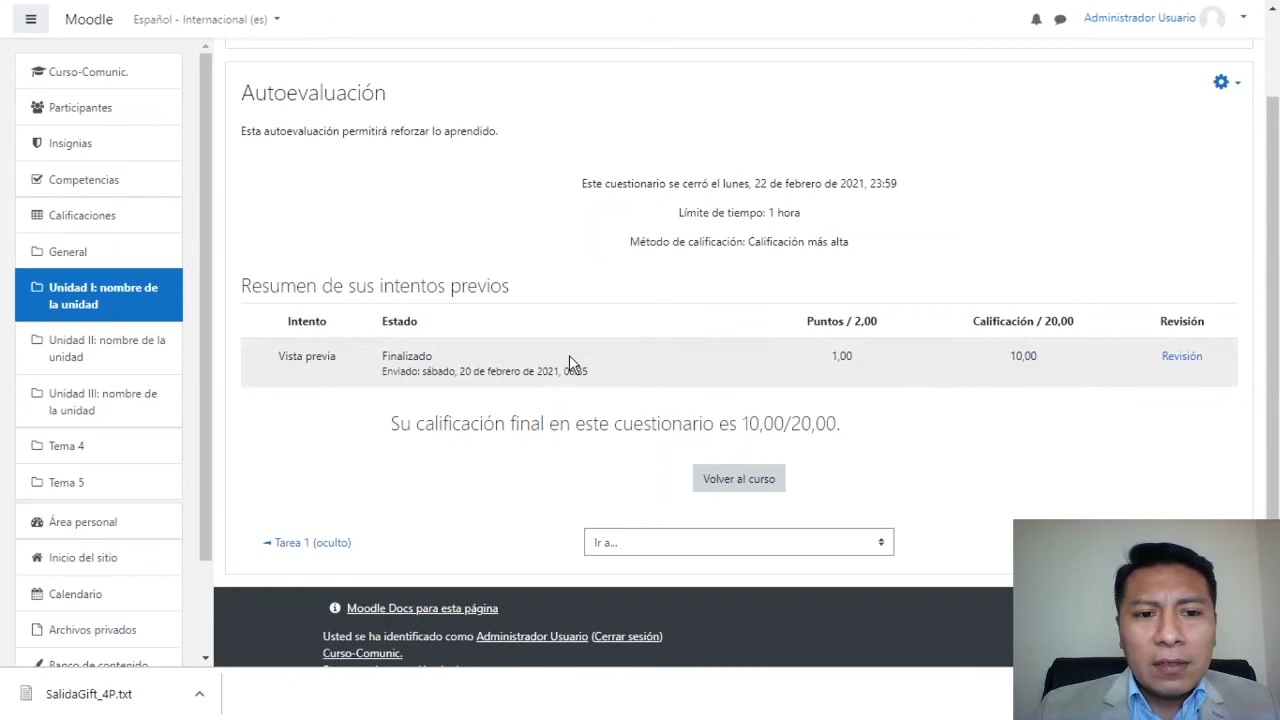 Moodle
Español - Internacional (es)
Administrador Usuario
Curso-Comunic.
Participantes
Insignias
Competencias
Calificaciones
General
Unidad I: nombre de
la unidad
Unidad II: nombre de la
unidad
Unidad III: nombre de
la unidad
Tema 4
Tema 5
Área personal
Inicio del sitio
Calendario
Archivos privados
Banco de contenido
Autoevaluación
Esta autoevaluación permitirá reforzar lo aprendido.
Este cuestionario se cerró el lunes, 22 de febrero de 2021, 23:59
Límite de tiempo: 1 hora
Método de calificación: Calificación más alta
Resumen de sus intentos previos
Intento Estado Puntos / 2,00 Calificación / 20,00 Revisión
Vista previa Finalizado 1,00 10,00 Revisión
Enviado: sábado, 20 de febrero de 2021,
Su calificación final en este cuestionario es 10,00/20,00.
Volver al curso
◄ Tarea 1 (oculto)
Ir a...
Moodle Docs para esta página
Usted se ha identificado como Administrador Usuario (Cerrar sesión)
Curso-Comunic.
SalidaGift_4P.txt